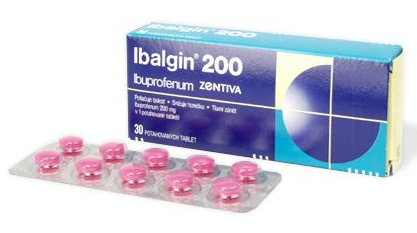 Ibalgin® 200
Ibuprofenum ZENTIVA
Potlačuje bolest • Snižuje horečku • Tlumí zánět
Ibuprofenum 200 mg
v 1 potahované tabletě
30 POTAHOVANÝCH TABLET